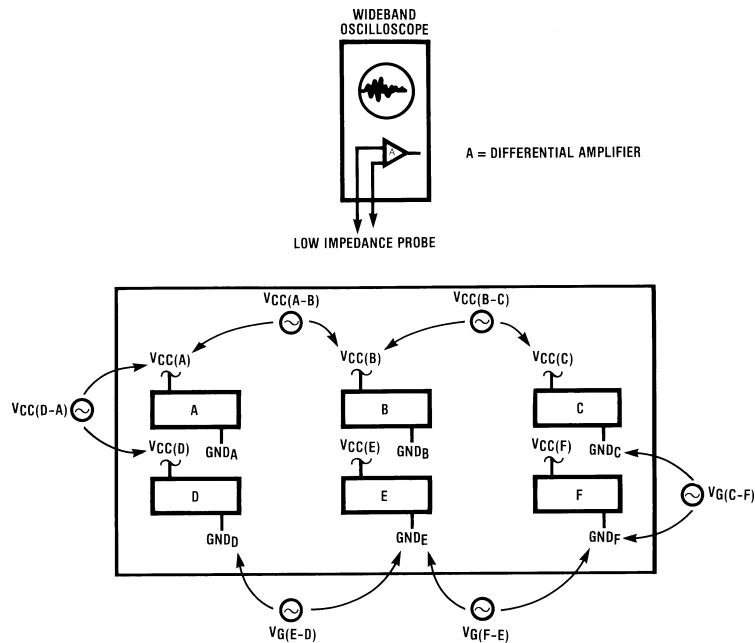 WIDEBAND
OSCILLOSCOPE
A
A = DIFFERENTIAL AMPLIFIER
LOW IMPEDANCE PROBE
VCC(A-B)
VCC(B-C)
VCC(A)
VCC(B)
VCC(C)
VCC(D-A)
A
B
C
GNDA
GNDB
GNDC
VCC(D)
VCC(E)
VCC(F)
D
E
F
VG(C-F)
GNDD
GNDE
GNDF
VG(E-D)
VG(F-E)